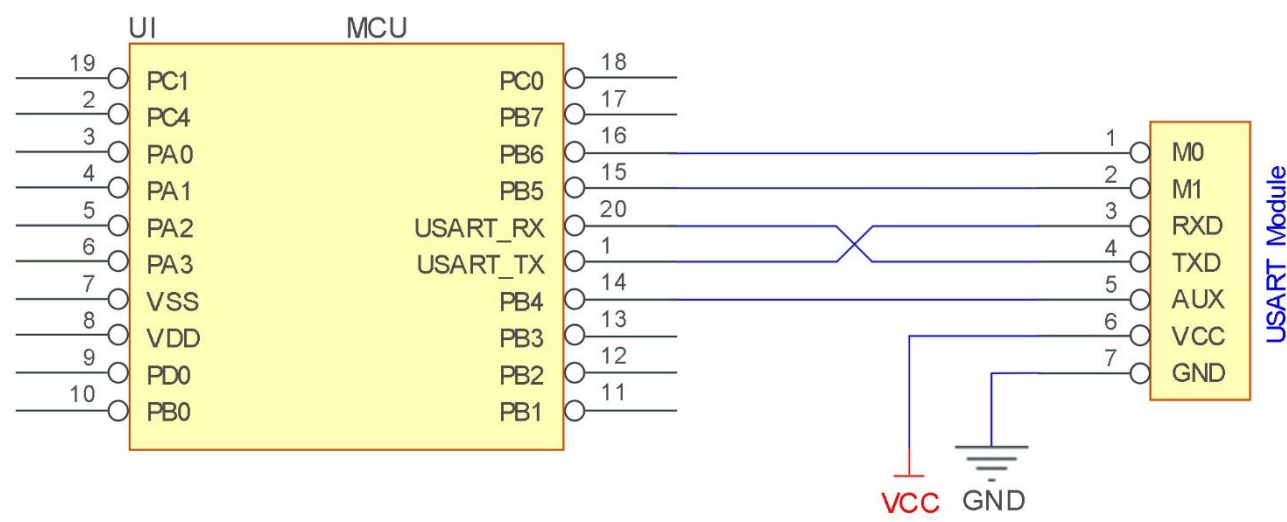 UI MCU
19 PC1 PC0 18
2 PC4 PB7 17
3 PA0 PB6 16
4 PA1 PB5 15
5 PA2 USART_RX 20
6 PA3 USART_TX 1
7 VSS PB4 14
8 VDD PB3 13
9 PD0 PB2 12
10 PB0 PB1 11
1 M0
2 M1
3 RXD
4 TXD
5 AUX
6 VCC
7 GND
USART_Module
VCC GND